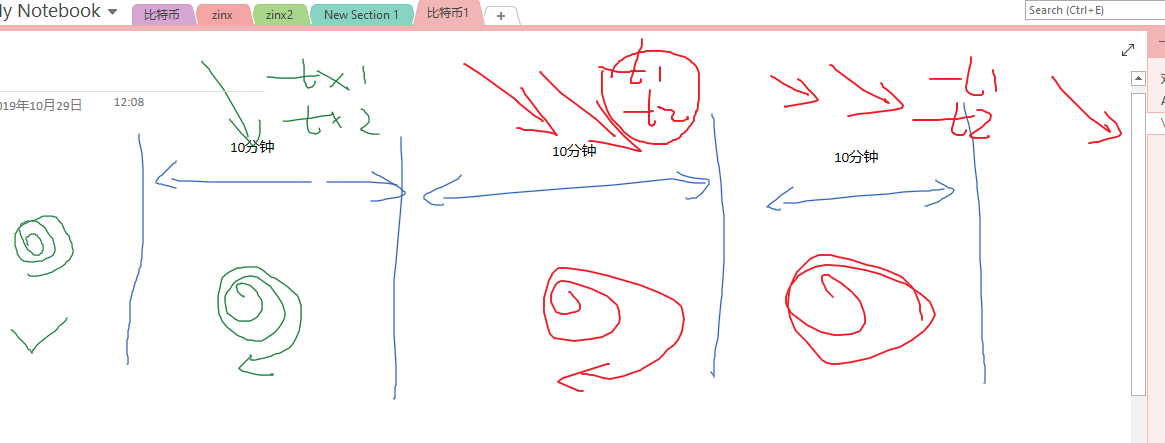 My Notebook
比特币
zinx
zinx2
New Section 1
比特币1
Search (Ctrl+E)
2019年10月29日
12:08
tx1
tx2
10分钟
t1
t2
10分钟
t1
t2
10分钟